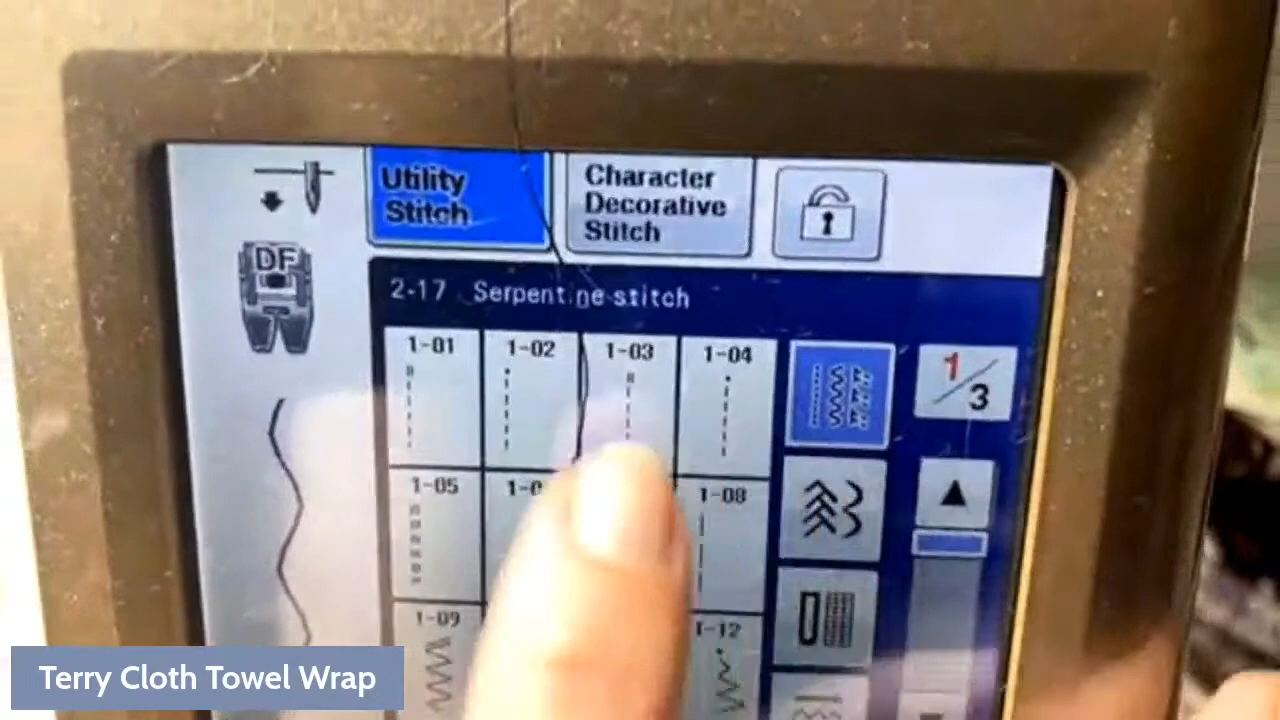 Utility
Stitch
Character
Decorative
Stitch
DF
2-17 Serpentine stitch
1-01 1-02 1-03 1-04
1/3
1-05 1-08
1-09 1-12
Terry Cloth Towel Wrap